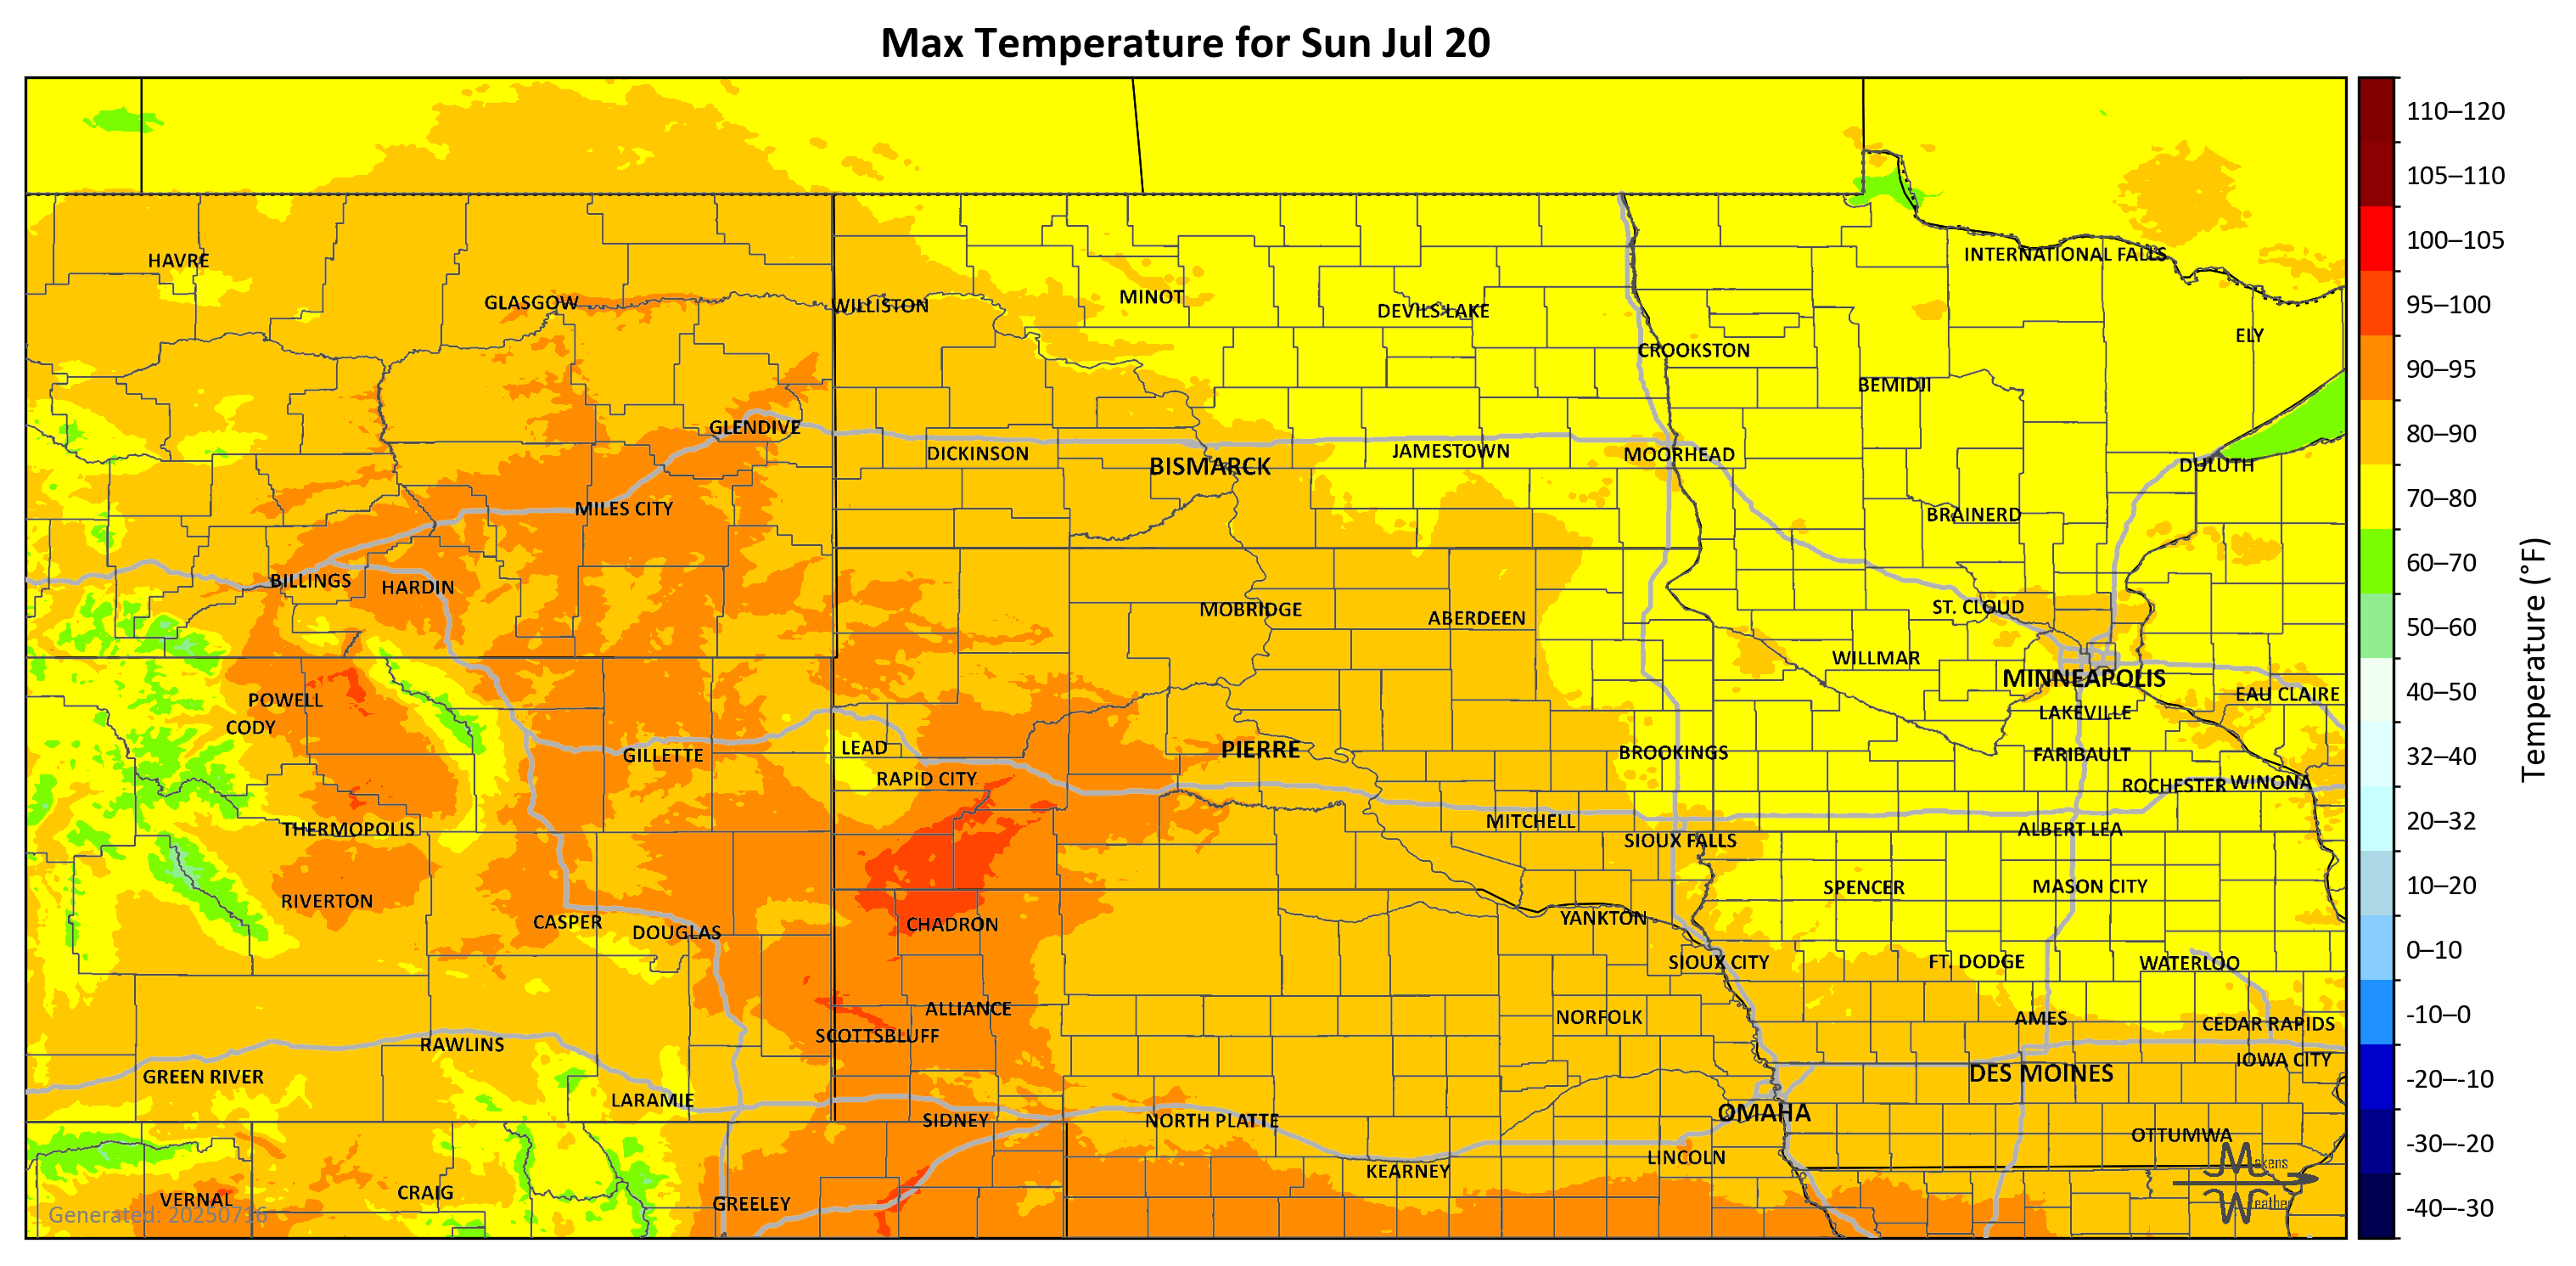 Max Temperature for Sun Jul 20
110–120
105–110
100–105
95–100
90–95
80–90
70–80
60–70
50–60
40–50
32–40
20–32
10–20
0–10
-10–0
-20–-10
-30–-20
-40–-30
Temperature (°F)
HAVRE
GLASGOW
WILLISTON
MINOT
DEVILS LAKE
INTERNATIONAL FALLS
ELY
CROOKSTON
BEMIDJI
GLENDIVE
DICKINSON
BISMARCK
JAMESTOWN
MOORHEAD
DULUTH
MILES CITY
BRAINERD
BILLINGS
HARDIN
MOBRIDGE
ABERDEEN
ST. CLOUD
WILLMAR
MINNEAPOLIS
EAU CLAIRE
POWELL
CODY
LAKEVILLE
GILLETTE
LEAD
PIERRE
BROOKINGS
FARIBAULT
RAPID CITY
ROCHESTER
WINONA
THERMOPOLIS
MITCHELL
SIOUX FALLS
ALBERT LEA
RIVERTON
SPENCER
MASON CITY
CASPER
DOUGLAS
CHADRON
YANKTON
SIOUX CITY
FT. DODGE
WATERLOO
ALLIANCE
NORFOLK
AMES
CEDAR RAPIDS
SCOTTSBLUFF
RAWLINS
IOWA CITY
GREEN RIVER
DES MOINES
LARAMIE
SIDNEY
NORTH PLATTE
OMAHA
OTTUMWA
LINCOLN
KEARNEY
VERNAL
CRAIG
GREELEY
Generated: 20250716
Makens
Weather